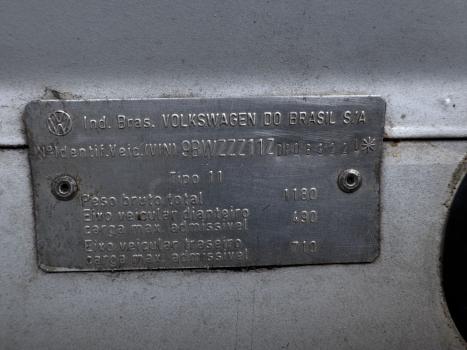 Ind. Bras. VOLKSWAGEN DO BRASIL S/A
Nº Identif. Veic. (VIN) 9BWZZZ11Z
Tipo 11
Peso bruto total 1180
Eixo veicular dianteiro
carga max. admissivel 490
Eixo veicular traseiro
carga max. admissivel 710